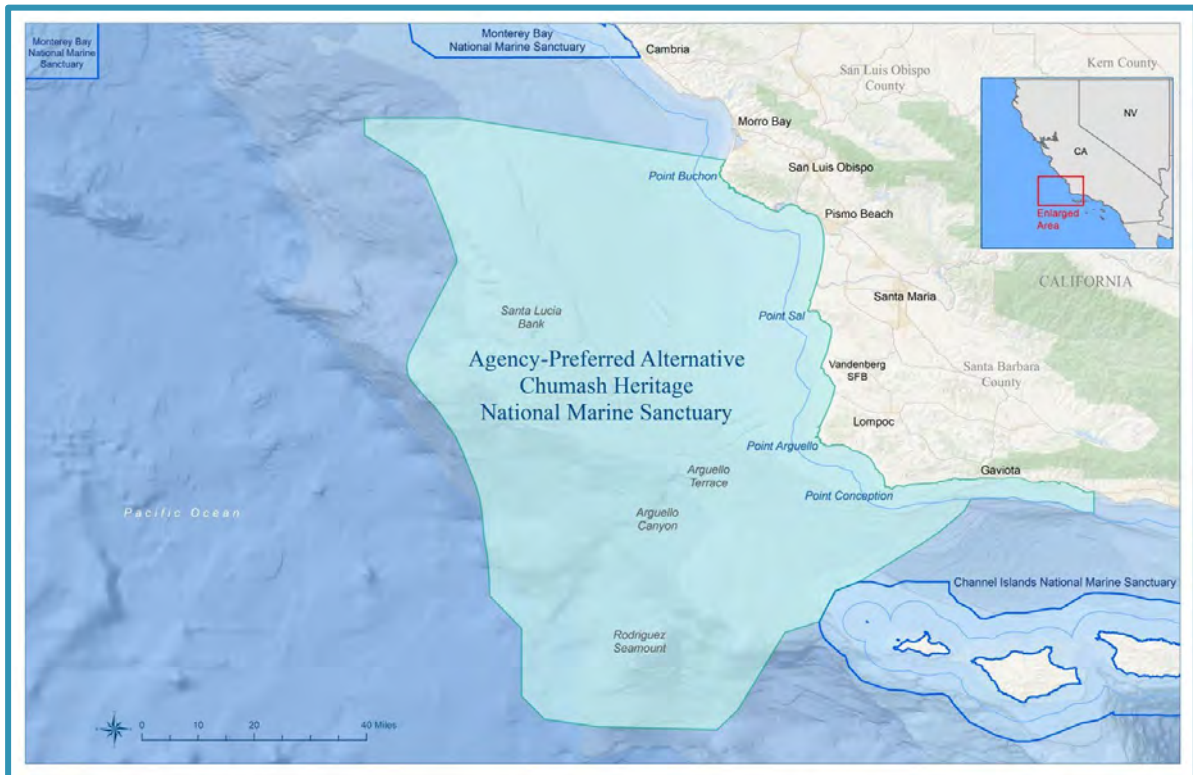 Monterey Bay
National Marine
Sanctuary
Monterey Bay
National Marine Sanctuary
Cambria
San Luis Obispo
County
Kern County
NV
CA
Enlarged
Area
Morro Bay
San Luis Obispo
Point Buchon
Pismo Beach
CALIFORNIA
Santa Maria
Santa Lucia
Bank
Point Sal
Agency-Preferred Alternative
Chumash Heritage
National Marine Sanctuary
Vandenberg
SFB
Santa Barbara
County
Lompoc
Point Arguello
Arguello
Terrace
Gaviota
Point Conception
Arguello
Canyon
Pacific Ocean
Channel Islands National Marine Sanctuary
Rodriguez
Seamount
0 10 20 40 Miles